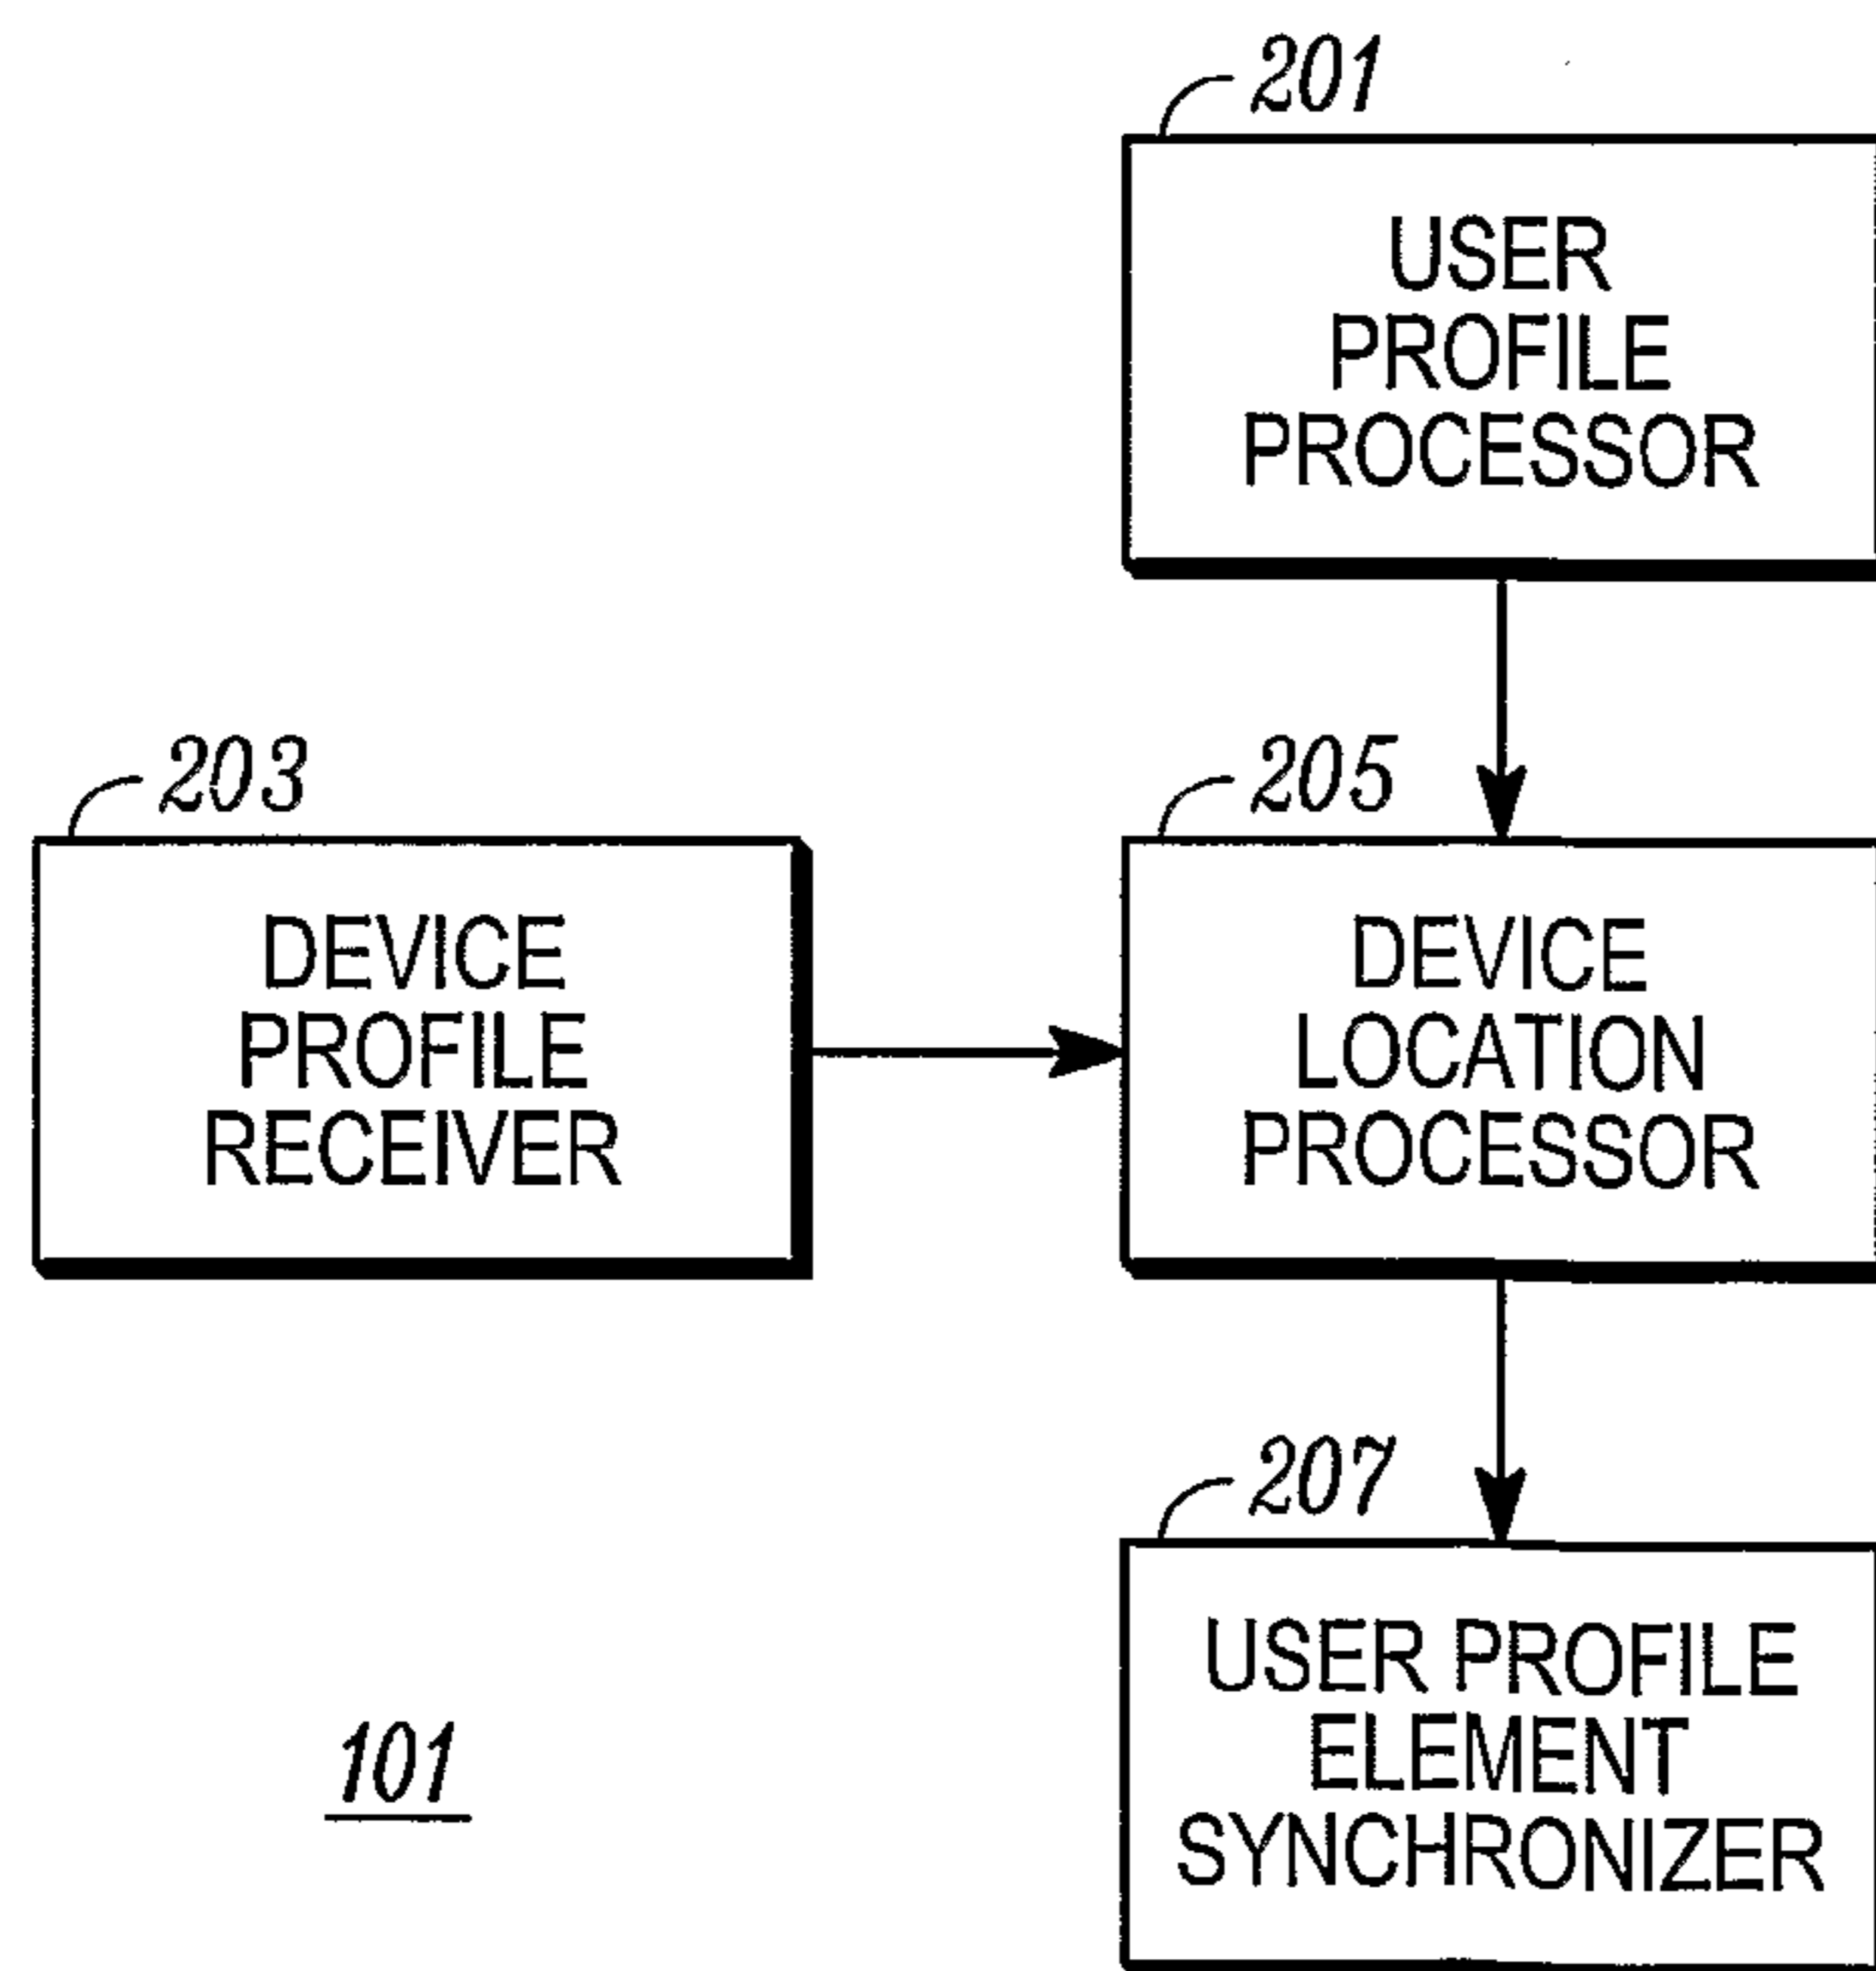 201
USER
PROFILE
PROCESSOR
203
DEVICE
PROFILE
RECEIVER
205
DEVICE
LOCATION
PROCESSOR
207
USER PROFILE
ELEMENT
SYNCHRONIZER
101